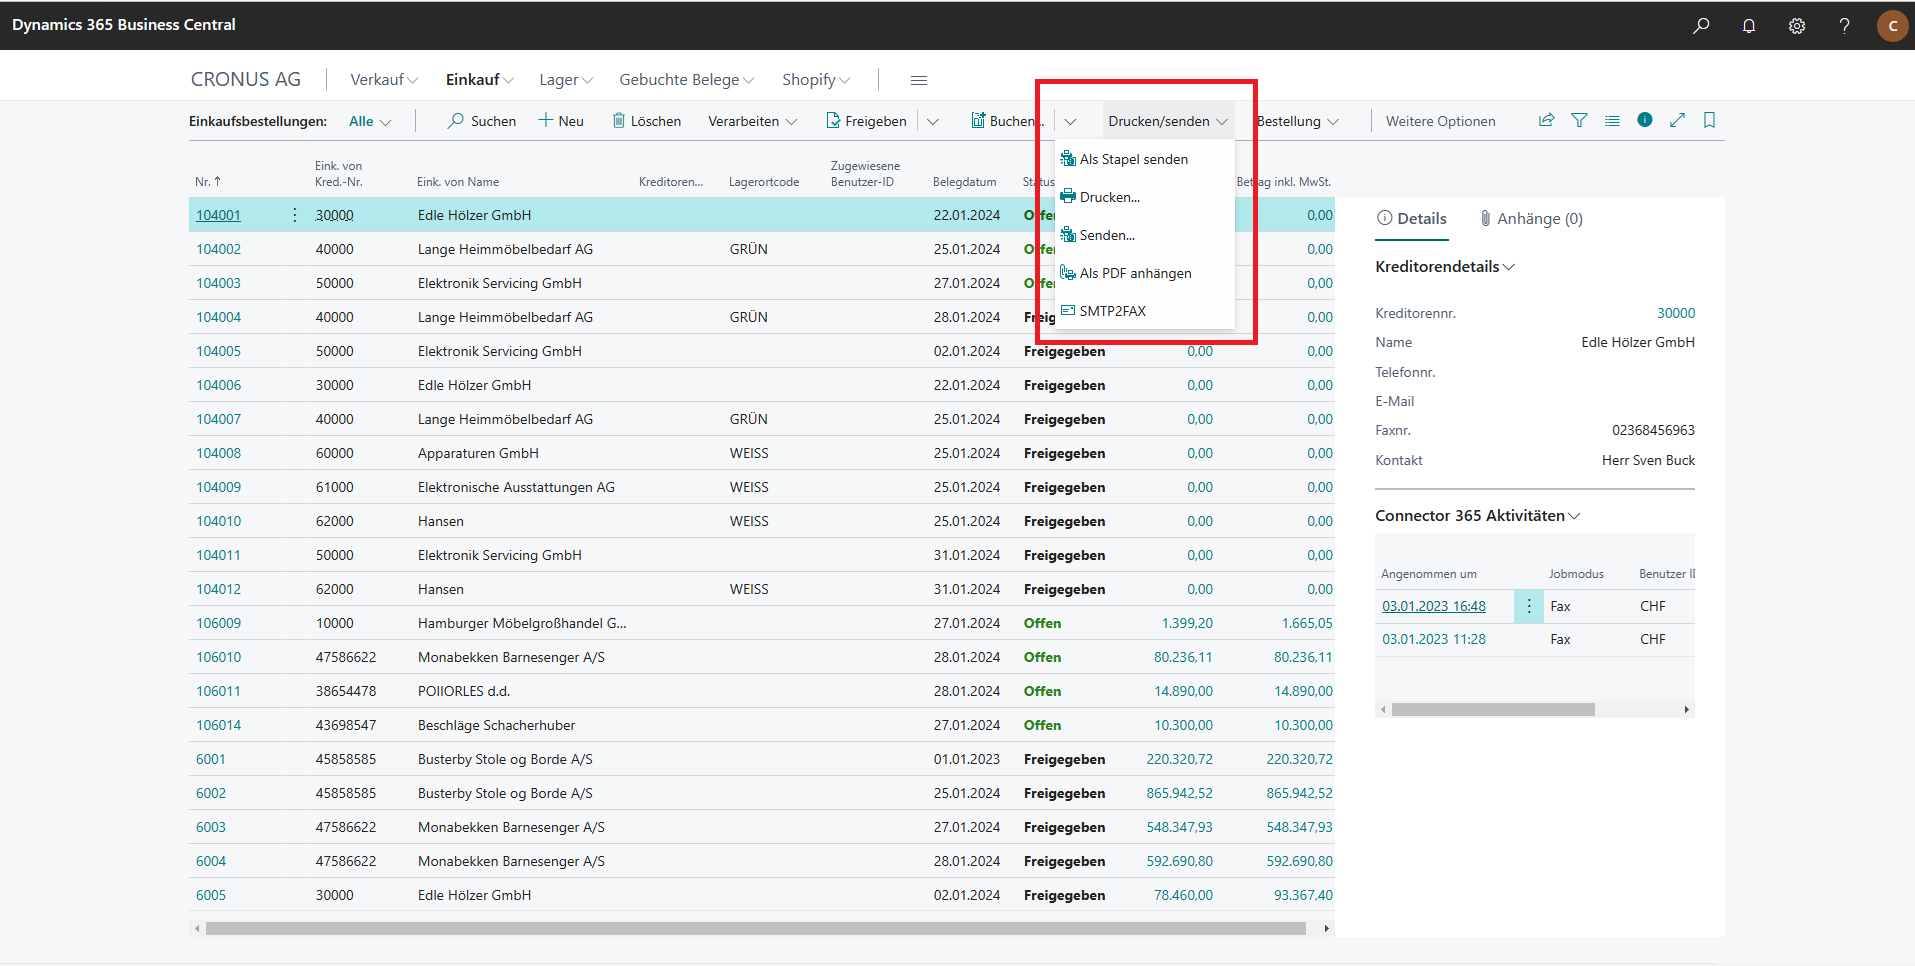 Dynamics 365 Business Central
C
CRONUS AG Verkauf Einkauf Lager Gebuchte Belege Shopify
Einkaufsbestellungen: Alle Suchen Neu Löschen Verarbeiten Freigeben Buchen... Drucken/senden Bestellung Weitere Optionen
Als Stapel senden
Drucken...
Senden...
Als PDF anhängen
SMTP2FAX
Nr. ↑ Eink. von Kred.-Nr. Eink. von Name Kreditoren... Lagerortcode Zugewiesene Benutzer-ID Belegdatum Status Betrag inkl. MwSt.
104001 30000 Edle Hölzer GmbH 22.01.2024 Offen 0,00
104002 40000 Lange Heimmöbelbedarf AG GRÜN 25.01.2024 Offen 0,00
104003 50000 Elektronik Servicing GmbH 27.01.2024 Offen 0,00
104004 40000 Lange Heimmöbelbedarf AG GRÜN 28.01.2024 Freig 0,00
104005 50000 Elektronik Servicing GmbH 02.01.2024 Freigegeben 0,00 0,00
104006 30000 Edle Hölzer GmbH 22.01.2024 Freigegeben 0,00 0,00
104007 40000 Lange Heimmöbelbedarf AG GRÜN 25.01.2024 Freigegeben 0,00 0,00
104008 60000 Apparaturen GmbH WEISS 25.01.2024 Freigegeben 0,00 0,00
104009 61000 Elektronische Ausstattungen AG WEISS 25.01.2024 Freigegeben 0,00 0,00
104010 62000 Hansen WEISS 25.01.2024 Freigegeben 0,00 0,00
104011 50000 Elektronik Servicing GmbH 31.01.2024 Freigegeben 0,00 0,00
104012 62000 Hansen WEISS 31.01.2024 Freigegeben 0,00 0,00
106009 10000 Hamburger Möbelgroßhandel G... 27.01.2024 Offen 1.399,20 1.665,05
106010 47586622 Monabekken Barnesenger A/S 28.01.2024 Offen 80.236,11 80.236,11
106011 38654478 POIIORLES d.d. 28.01.2024 Offen 14.890,00 14.890,00
106014 43698547 Beschläge Schacherhuber 27.01.2024 Offen 10.300,00 10.300,00
6001 45858585 Busterby Stole og Borde A/S 01.01.2023 Freigegeben 220.320,72 220.320,72
6002 45858585 Busterby Stole og Borde A/S 25.01.2024 Freigegeben 865.942,52 865.942,52
6003 47586622 Monabekken Barnesenger A/S 27.01.2024 Freigegeben 548.347,93 548.347,93
6004 47586622 Monabekken Barnesenger A/S 28.01.2024 Freigegeben 592.690,80 592.690,80
6005 30000 Edle Hölzer GmbH 02.01.2024 Freigegeben 78.460,00 93.367,40
Details Anhänge (0)
Kreditorendetails
Kreditorennr. 30000
Name Edle Hölzer GmbH
Telefonnr.
E-Mail
Faxnr. 02368456963
Kontakt Herr Sven Buck
Connector 365 Aktivitäten
Angenommen um Jobmodus Benutzer ID
03.01.2023 16:48 Fax CHF
03.01.2023 11:28 Fax CHF